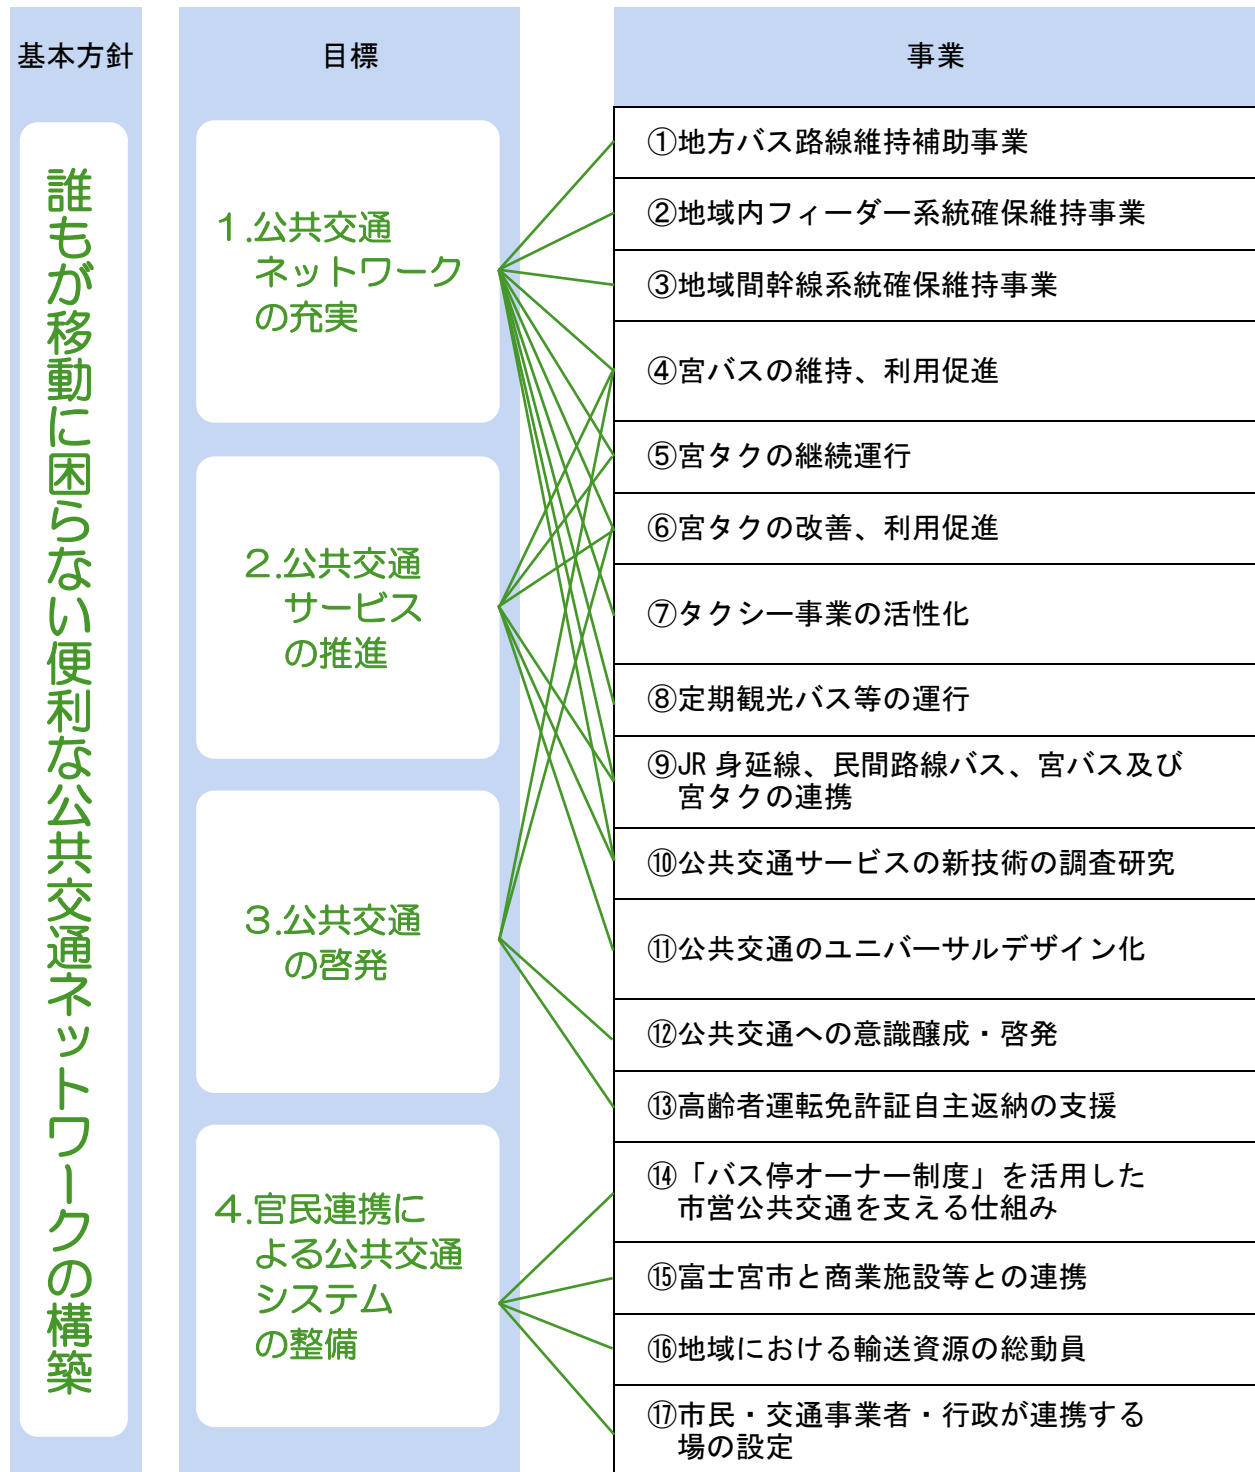 基本方針
目標
事業
誰もが移動に困らない便利な公共交通ネットワークの構築
1.公共交通
ネットワーク
の充実
2.公共交通
サービス
の推進
3.公共交通
の啓発
4.官民連携に
よる公共交通
システム
の整備
①地方バス路線維持補助事業
②地域内フィーダー系統確保維持事業
③地域間幹線系統確保維持事業
④宮バスの維持、利用促進
⑤宮タクの継続運行
⑥宮タクの改善、利用促進
⑦タクシー事業の活性化
⑧定期観光バス等の運行
⑨JR 身延線、民間路線バス、宮バス及び
宮タクの連携
⑩公共交通サービスの新技術の調査研究
⑪公共交通のユニバーサルデザイン化
⑫公共交通への意識醸成・啓発
⑬高齢者運転免許証自主返納の支援
⑭「バス停オーナー制度」を活用した
市営公共交通を支える仕組み
⑮富士宮市と商業施設等との連携
⑯地域における輸送資源の総動員
⑰市民・交通事業者・行政が連携する
場の設定